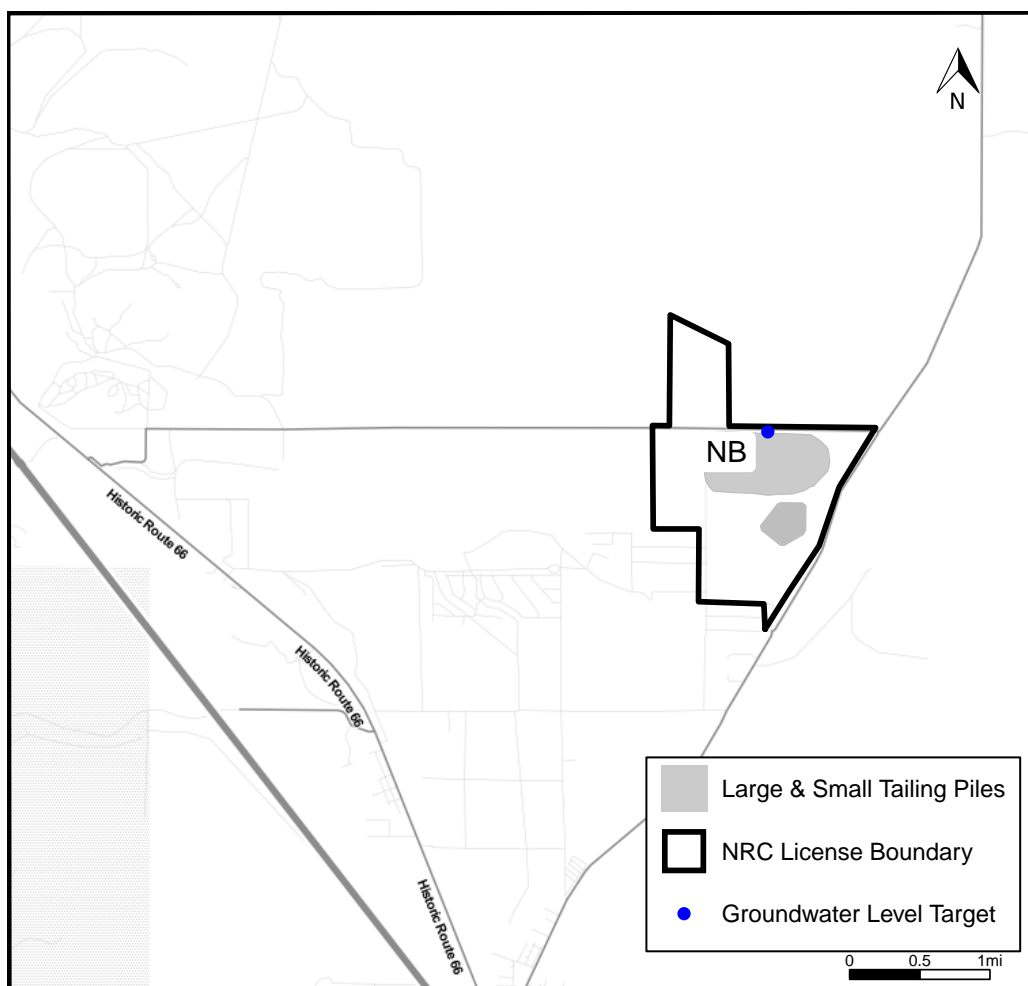 N
NB
Historic Route 66
Historic Route 66
Historic Route 66
Large & Small Tailing Piles
NRC License Boundary
Groundwater Level Target
0 0.5 1mi